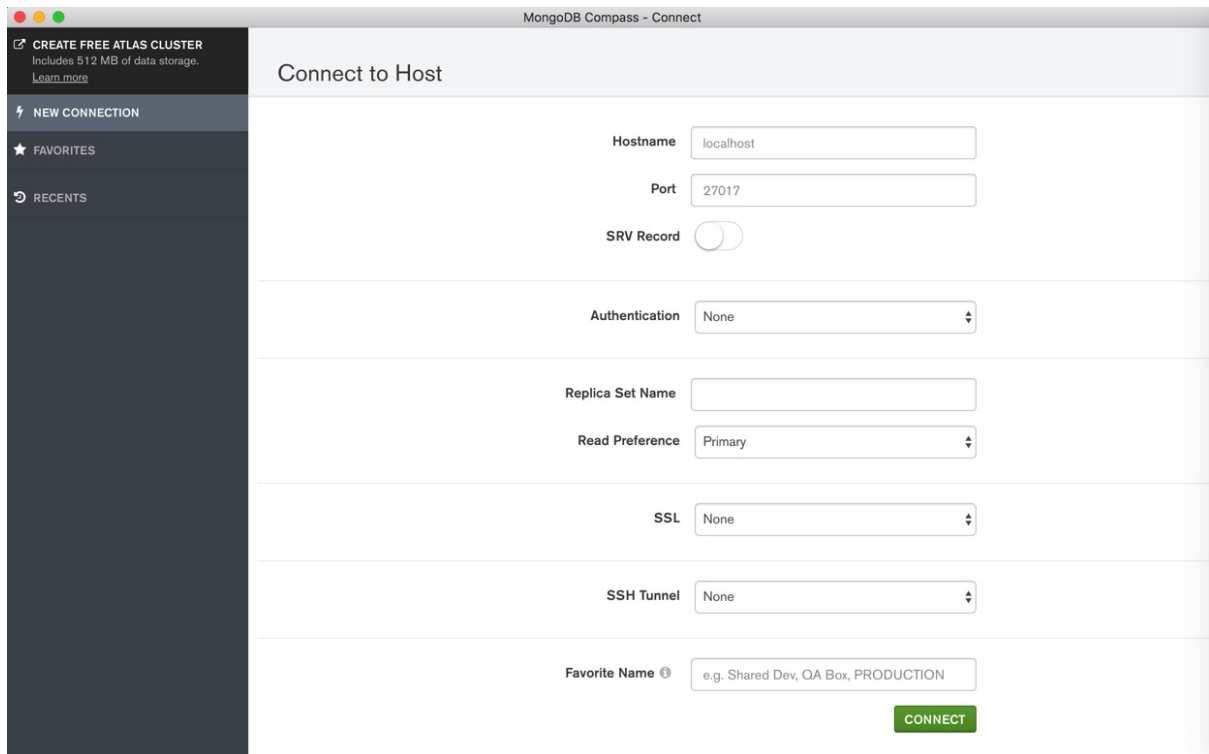 MongoDB Compass - Connect
CREATE FREE ATLAS CLUSTER
Includes 512 MB of data storage.
Learn more
NEW CONNECTION
FAVORITES
RECENTS
Connect to Host
Hostname localhost
Port 27017
SRV Record
Authentication None
Replica Set Name
Read Preference Primary
SSL None
SSH Tunnel None
Favorite Name e.g. Shared Dev, QA Box, PRODUCTION
CONNECT